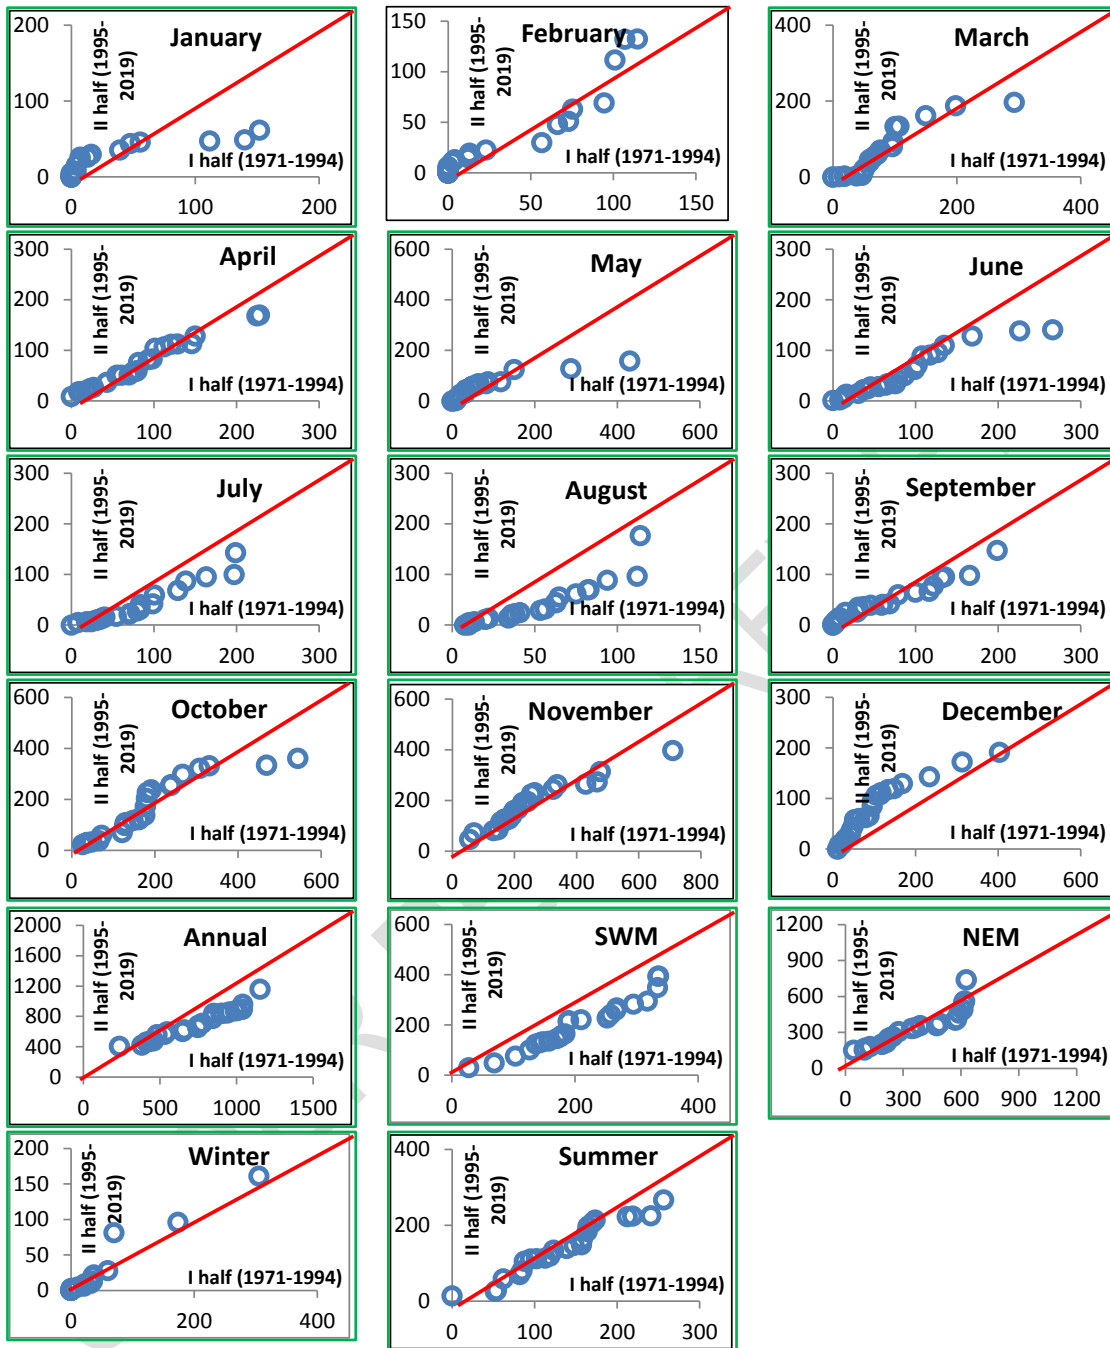 January
II half (1995-
2019)
200
100
0
I half (1971-1994)
0 100 200
February
II half (1995-
2019)
150
100
50
0
I half (1971-1994)
0 50 100 150
March
II half (1995-
2019)
400
200
0
I half (1971-1994)
0 200 400
April
II half (1995-
2019)
300
200
100
0
I half (1971-1994)
0 100 200 300
May
II half (1995-
2019)
600
400
200
0
I half (1971-1994)
0 200 400 600
June
II half (1995-
2019)
300
200
100
0
I half (1971-1994)
0 100 200 300
July
II half (1995-
2019)
300
200
100
0
I half (1971-1994)
0 100 200 300
August
II half (1995-
2019)
300
200
100
0
I half (1971-1994)
0 50 100 150
September
II half (1995-
2019)
300
200
100
0
I half (1971-1994)
0 100 200 300
October
II half (1995-
2019)
600
400
200
0
I half (1971-1994)
0 200 400 600
November
II half (1995-
2019)
600
400
200
0
I half (1971-1994)
0 200 400 600 800
December
II half (1995-
2019)
300
200
100
0
I half (1971-1994)
0 200 400 600
Annual
II half (1995-
2019)
2000
1600
1200
800
400
0
I half (1971-1994)
0 500 1000 1500
SWM
II half (1995-
2019)
600
400
200
0
I half (1971-1994)
0 200 400
NEM
II half (1995-
2019)
1200
900
600
300
0
I half (1971-1994)
0 300 600 900 1200
Winter
II half (1995-
2019)
200
150
100
50
0
I half (1971-1994)
0 200 400
Summer
II half (1995-
2019)
400
200
0
I half (1971-1994)
0 100 200 300